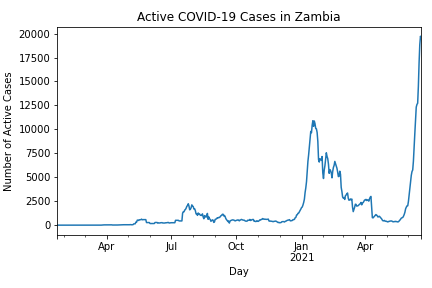 Active COVID-19 Cases in Zambia
Number of Active Cases
20000
17500
15000
12500
10000
7500
5000
2500
0
Apr
Jul
Oct
Jan
2021
Apr
Day